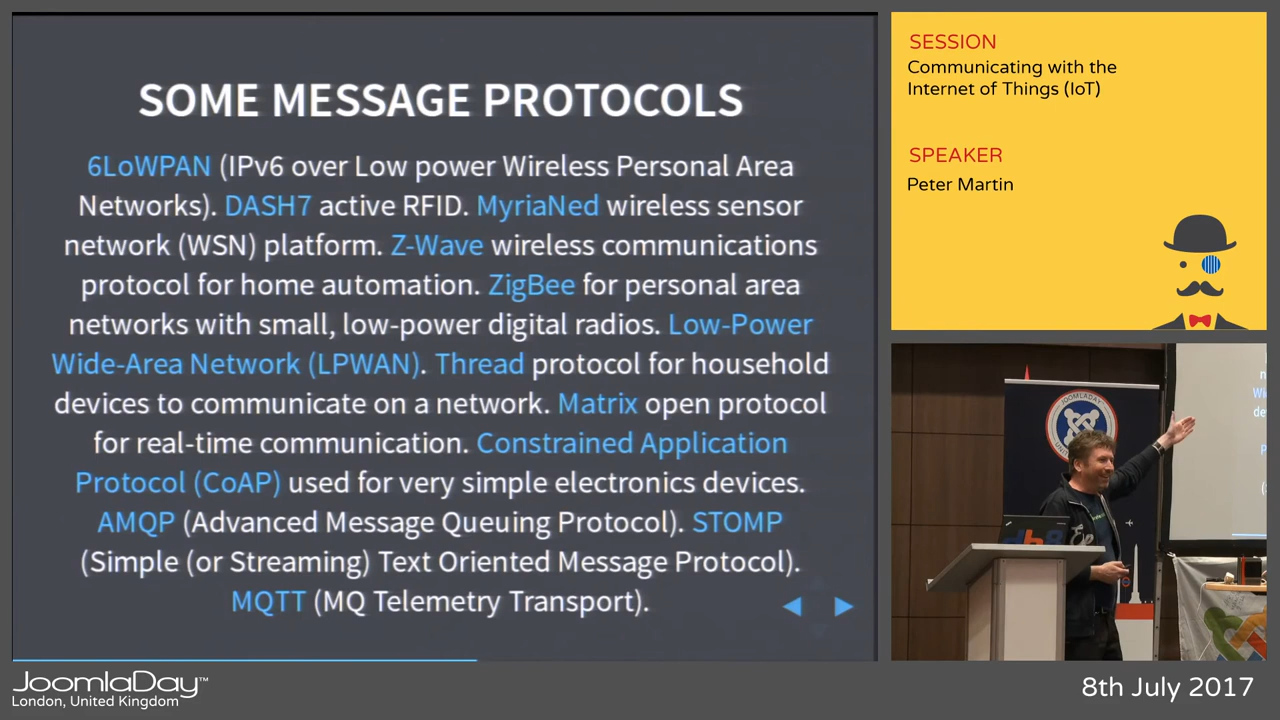 SOME MESSAGE PROTOCOLS
6LoWPAN (IPv6 over Low power Wireless Personal Area
Networks). DASH7 active RFID. MyriaNed wireless sensor
network (WSN) platform. Z-Wave wireless communications
protocol for home automation. ZigBee for personal area
networks with small, low-power digital radios. Low-Power
Wide-Area Network (LPWAN). Thread protocol for household
devices to communicate on a network. Matrix open protocol
for real-time communication. Constrained Application
Protocol (CoAP) used for very simple electronics devices.
AMQP (Advanced Message Queuing Protocol). STOMP
(Simple (or Streaming) Text Oriented Message Protocol).
MQTT (MQ Telemetry Transport).
SESSION
Communicating with the
Internet of Things (IoT)
SPEAKER
Peter Martin
JOOMLADAY
JoomlaDay™
London, United Kingdom
8th July 2017